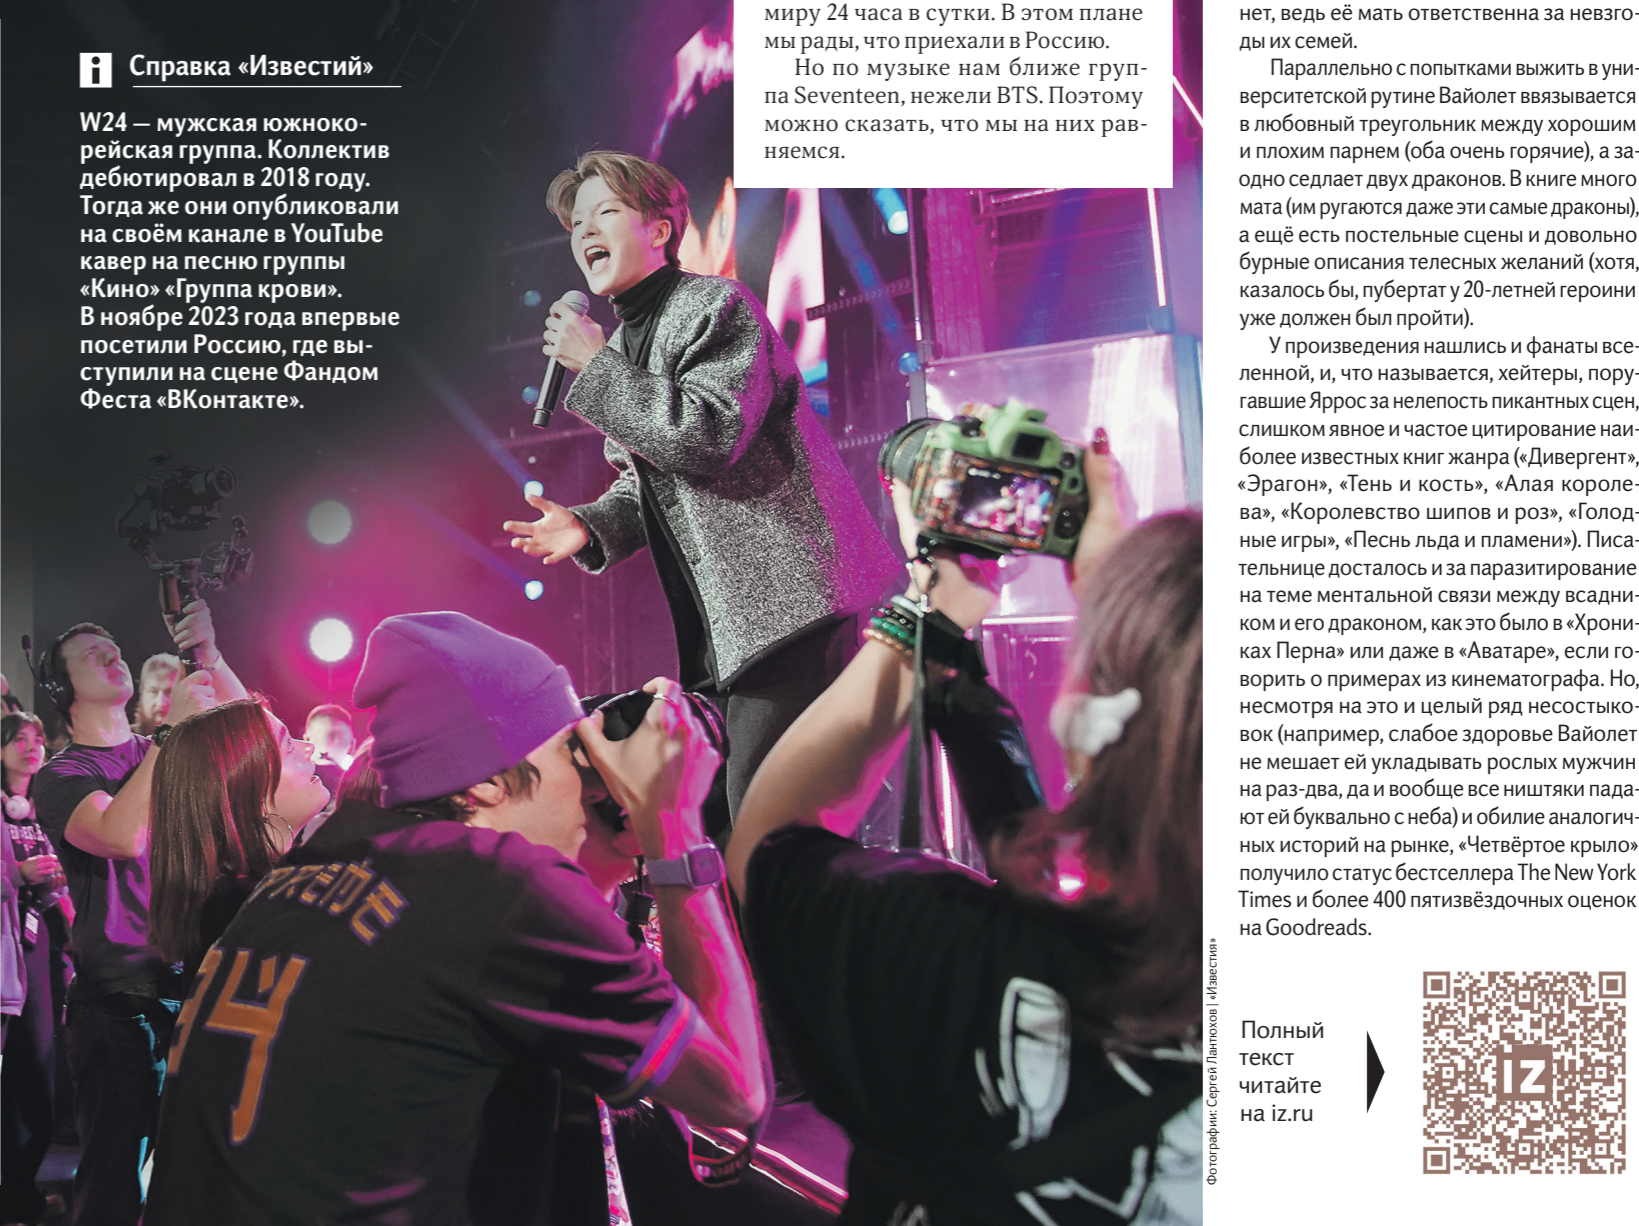 Справка «Известий»
W24 — мужская южноко-
рейская группа. Коллектив
дебютировал в 2018 году.
Тогда же они опубликовали
на своём канале в YouTube
кавер на песню группы
«Кино» «Группа крови».
В ноябре 2023 года впервые
посетили Россию, где вы-
ступили на сцене Фандом
Феста «ВКонтакте».
миру 24 часа в сутки. В этом плане
мы рады, что приехали в Россию.
Но по музыке нам ближе груп-
па Seventeen, нежели BTS. Поэтому
можно сказать, что мы на них рав-
няемся.
нет, ведь её мать ответственна за невзго-
ды их семей.
Параллельно с попытками выжить в уни-
верситетской рутине Вайолет ввязывается
в любовный треугольник между хорошим
и плохим парнем (оба очень горячие), а за-
одно седлает двух драконов. В книге много
мата (им ругаются даже эти самые драконы),
а ещё есть постельные сцены и довольно
бурные описания телесных желаний (хотя,
казалось бы, пубертат у 20-летней героини
уже должен был пройти).
У произведения нашлись и фанаты все-
ленной, и, что называется, хейтеры, пору-
гавшие Яррос за нелепость пикантных сцен,
слишком явное и частое цитирование наи-
более известных книг жанра («Дивергент»,
«Эрагон», «Тень и кость», «Алая короле-
ва», «Королевство шипов и роз», «Голод-
ные игры», «Песнь льда и пламени»). Писа-
тельнице досталось и за паразитирование
на теме ментальной связи между всадни-
ком и его драконом, как это было в «Хрони-
ках Перна» или даже в «Аватаре», если го-
ворить о примерах из кинематографа. Но,
несмотря на это и целый ряд несостыко-
вок (например, слабое здоровье Вайолет
не мешает ей укладывать рослых мужчин
на раз-два, да и вообще все ништяки пада-
ют ей буквально с неба) и обилие аналогич-
ных историй на рынке, «Четвёртое крыло»
получило статус бестселлера The New York
Times и более 400 пятизвёздочных оценок
на Goodreads.
Фотографии: Сергей Лантюхов | «Известия»
Полный
текст
читайте
на iz.ru
iz